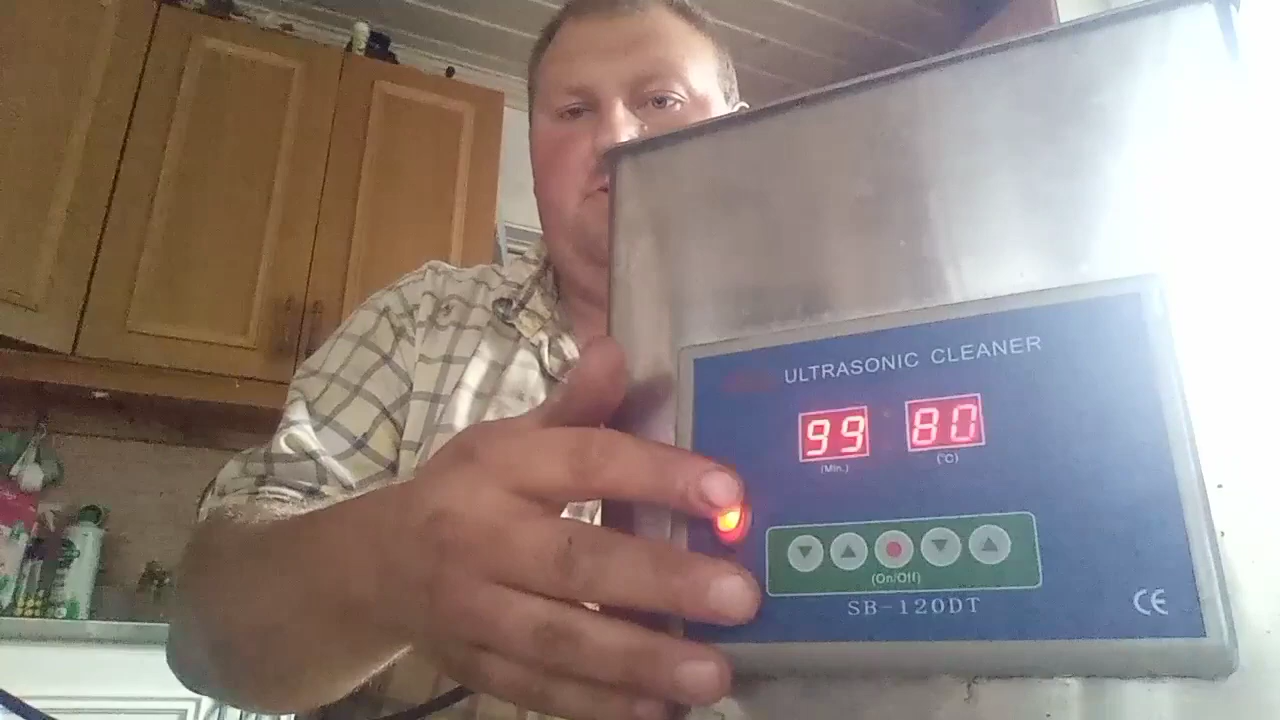 ULTRASONIC CLEANER
99 80
(Min.) (°C)
(On/Off)
SB-120DT
CE